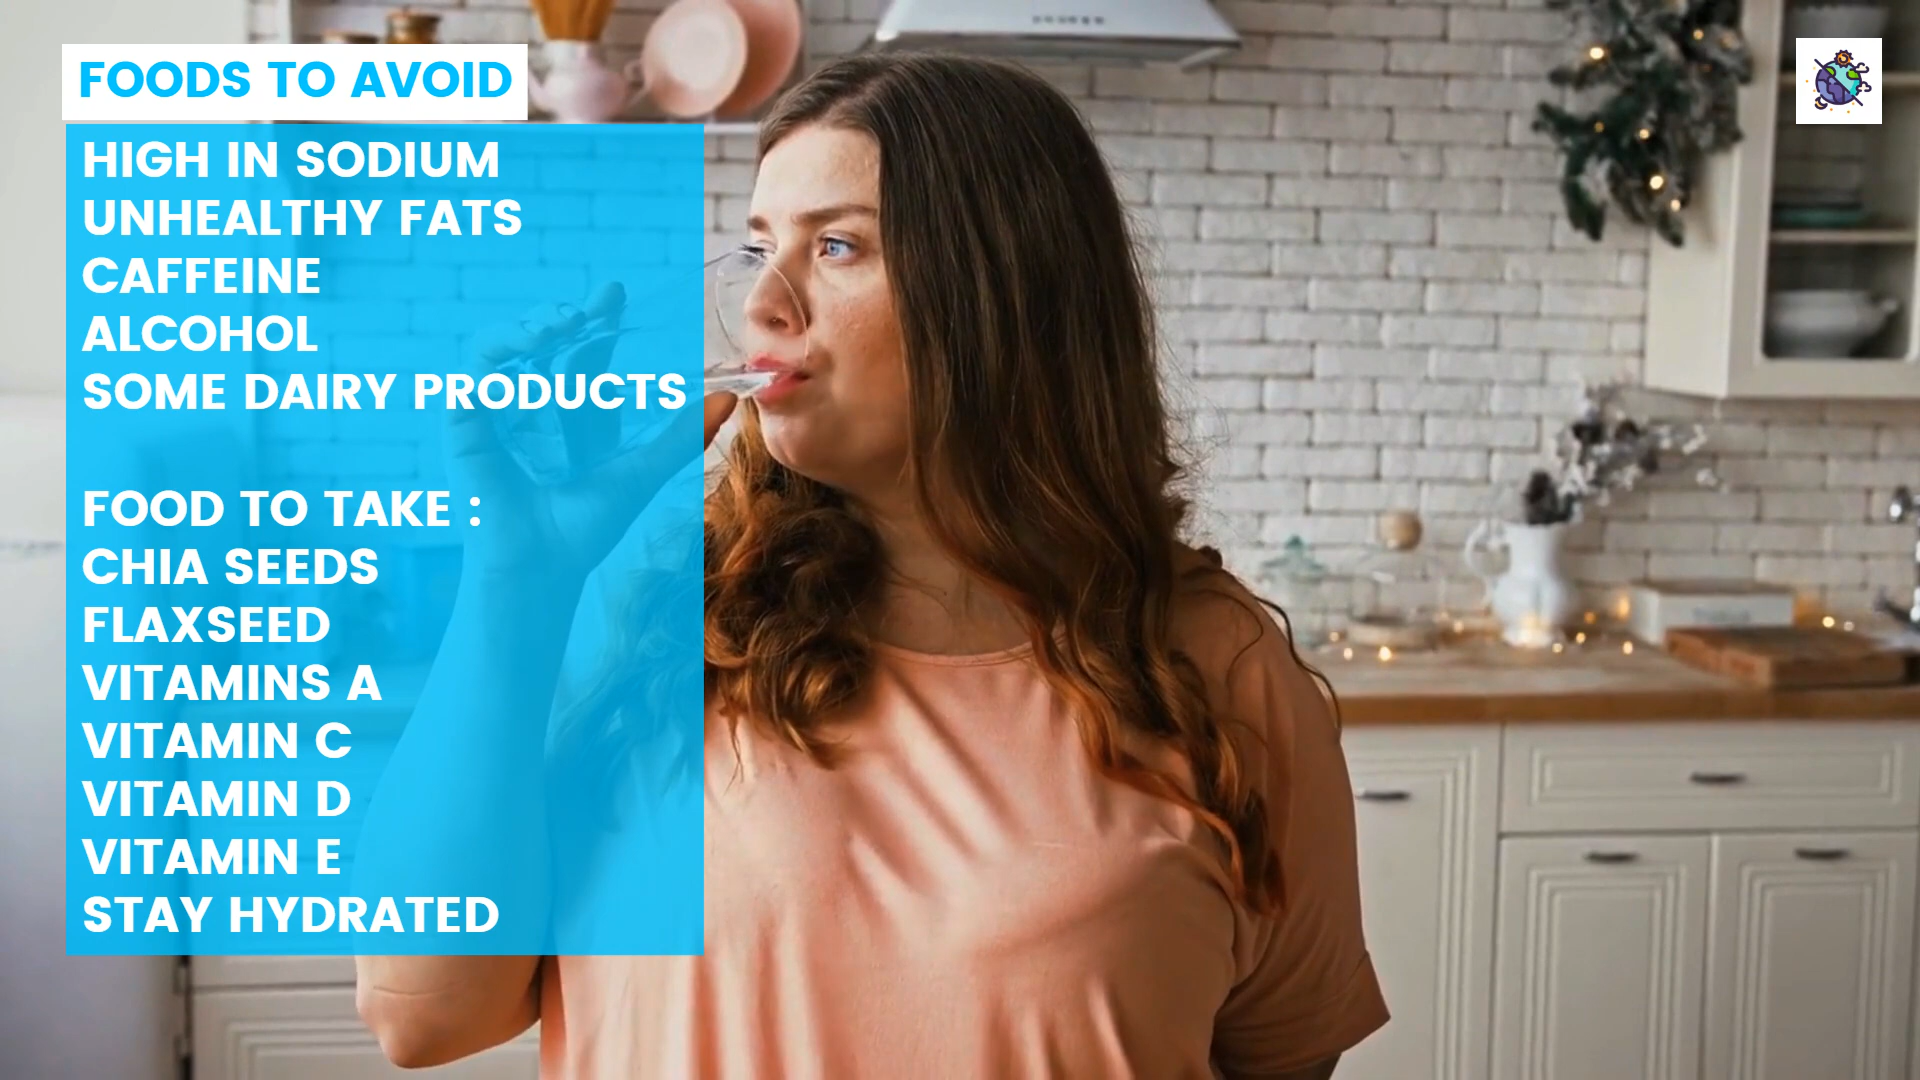 FOODS TO AVOID
HIGH IN SODIUM
UNHEALTHY FATS
CAFFEINE
ALCOHOL
SOME DAIRY PRODUCTS
FOOD TO TAKE :
CHIA SEEDS
FLAXSEED
VITAMINS A
VITAMIN C
VITAMIN D
VITAMIN E
STAY HYDRATED